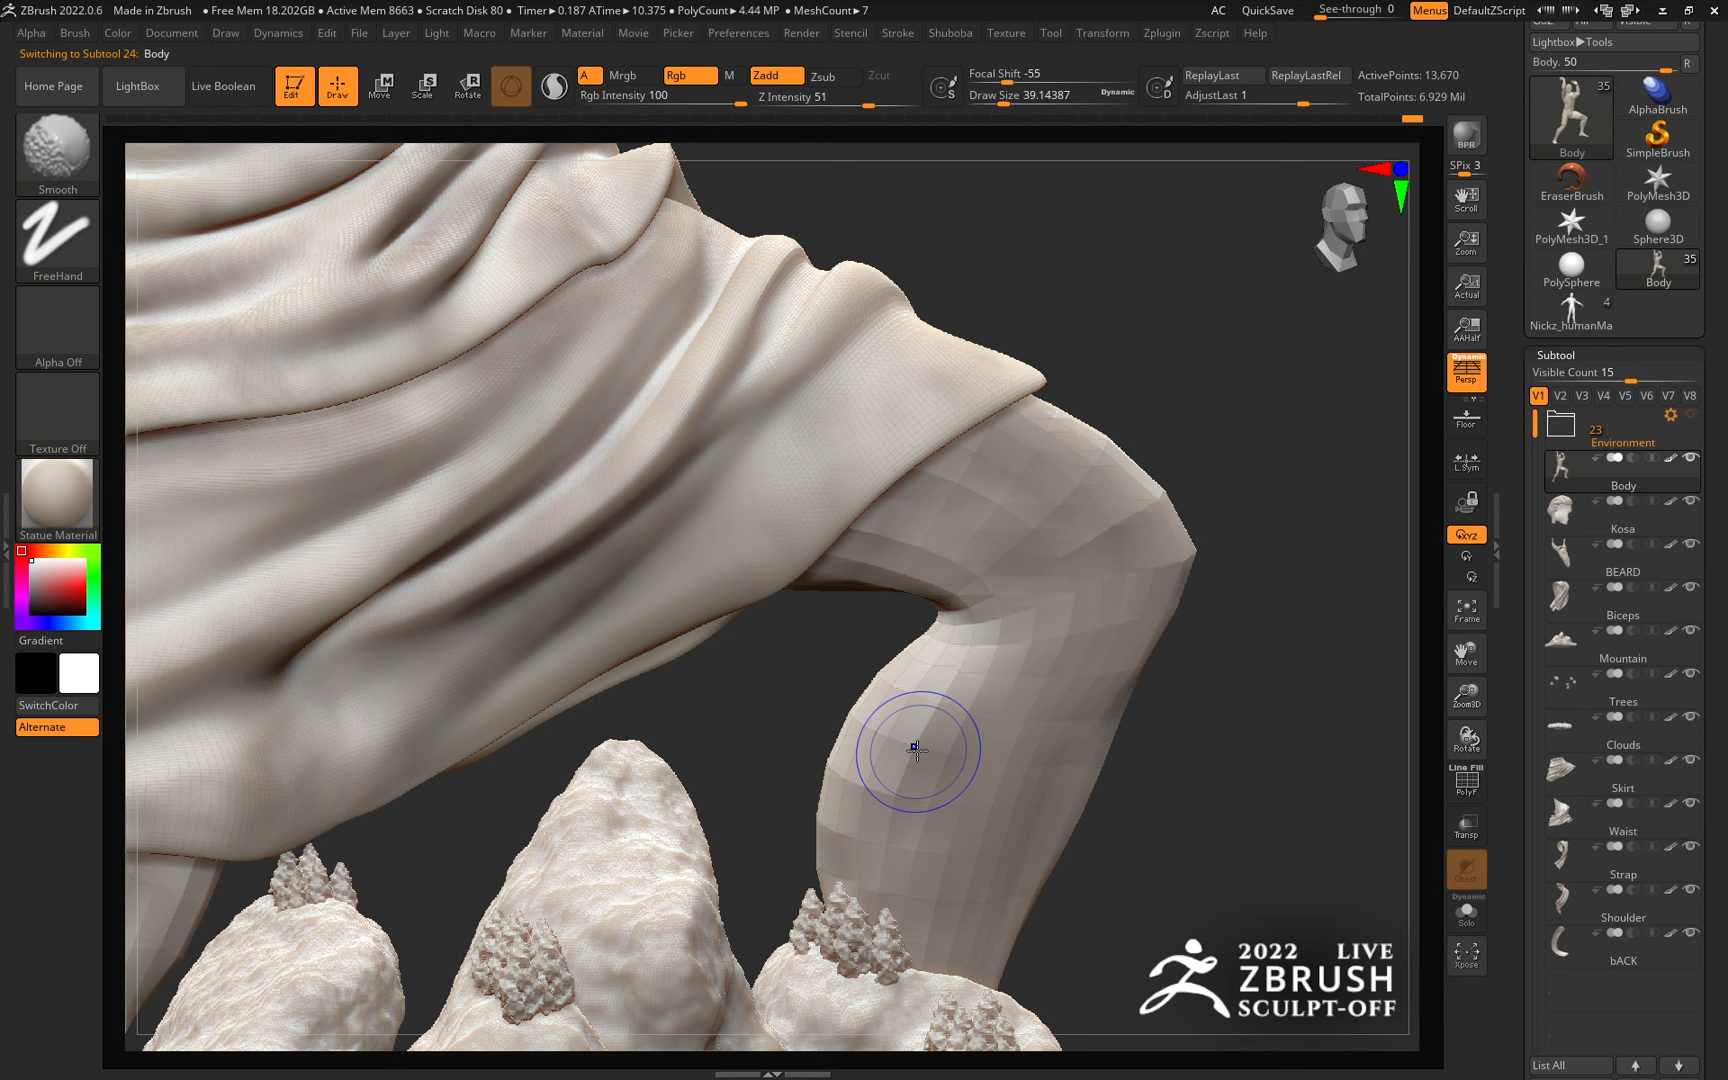 ZBrush 2022.0.6 Made in Zbrush • Free Mem 18.202GB • Active Mem 8663 • Scratch Disk 80 • Timer▸0.187 ATime▸10.375 • PolyCount▸4.44 MP • MeshCount▸7 AC QuickSave See-through 0 Menus DefaultZScript
Alpha Brush Color Document Draw Dynamics Edit File Layer Light Macro Marker Material Movie Picker Preferences Render Stencil Stroke Shuboba Texture Tool Transform Zplugin Zscript Help
Switching to Subtool 24: Body
Home Page LightBox Live Boolean Edit Draw Move Scale Rotate
A Mrgb Rgb M Zadd Zsub Zcut
Rgb Intensity 100 Z Intensity 51
S
Focal Shift -55
Draw Size 39.14387 Dynamic
D
ReplayLast ReplayLastRel
AdjustLast 1
ActivePoints: 13,670
TotalPoints: 6.929 Mil
Smooth
FreeHand
Alpha Off
Texture Off
Statue Material
Gradient
SwitchColor
Alternate
2022 LIVE
ZBRUSH
SCULPT-OFF
BPR
SPix 3
Scroll
Zoom
Actual
AAHalf
Dynamic
Persp
Floor
L.Sym
XYZ
Y
Z
Frame
Move
Zoom3D
Rotate
Line Fill
PolyF
Transp
Ghost
Dynamic
Solo
Xpose
GoZ All Visible R
Lightbox▶Tools
Body. 50 R
35
Body
AlphaBrush
SimpleBrush
EraserBrush
PolyMesh3D
PolyMesh3D_1
Sphere3D
PolySphere
35
Body
4
Nickz_humanMa
Subtool
Visible Count 15
V1 V2 V3 V4 V5 V6 V7 V8
23
Environment
Body
Kosa
BEARD
Biceps
Mountain
Trees
Clouds
Skirt
Waist
Strap
Shoulder
bACK
List All